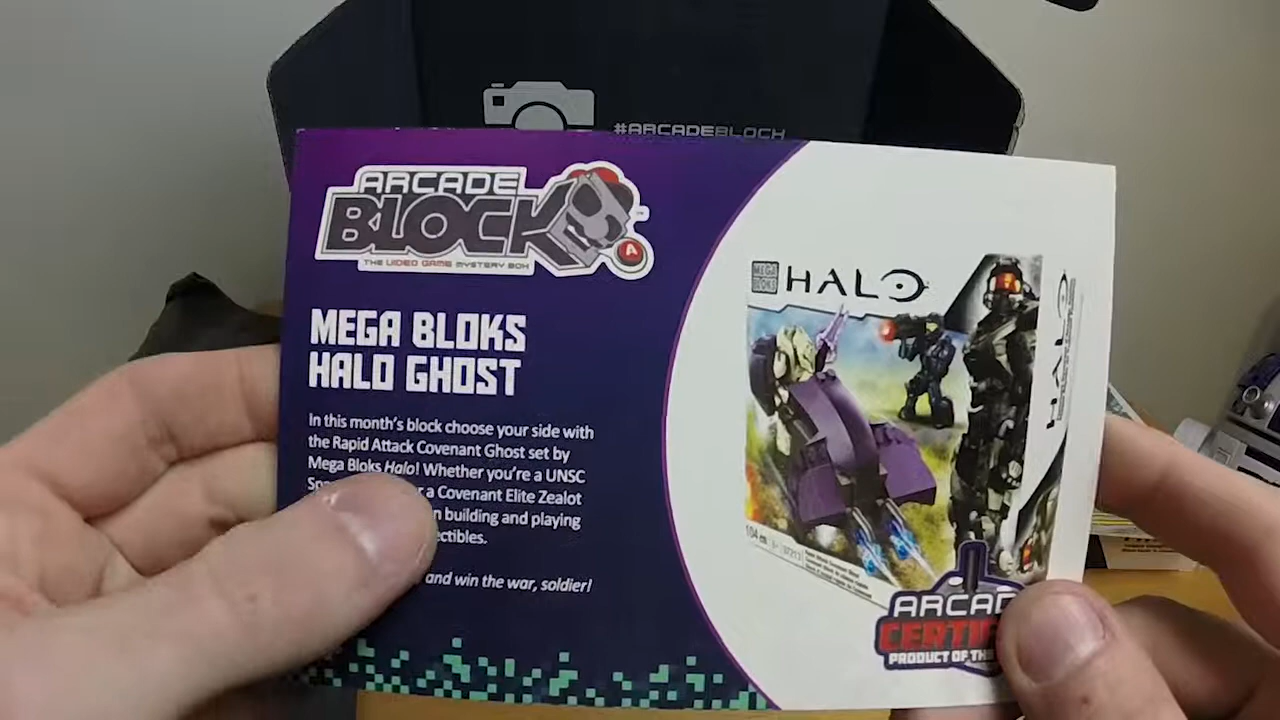 #ARCADEBLOCK
ARCADE
BLOCK
THE VIDEO GAME MYSTERY BOX
A
MEGA BLOKS
HALO GHOST
In this month's block choose your side with
the Rapid Attack Covenant Ghost set by
Mega Bloks Halo! Whether you're a UNSC
a Covenant Elite Zealot
building and playing
and win the war, soldier!
MEGA
BLOKS
HALO
HALO
ARCAD
CERTIF
PRODUCT OF TH